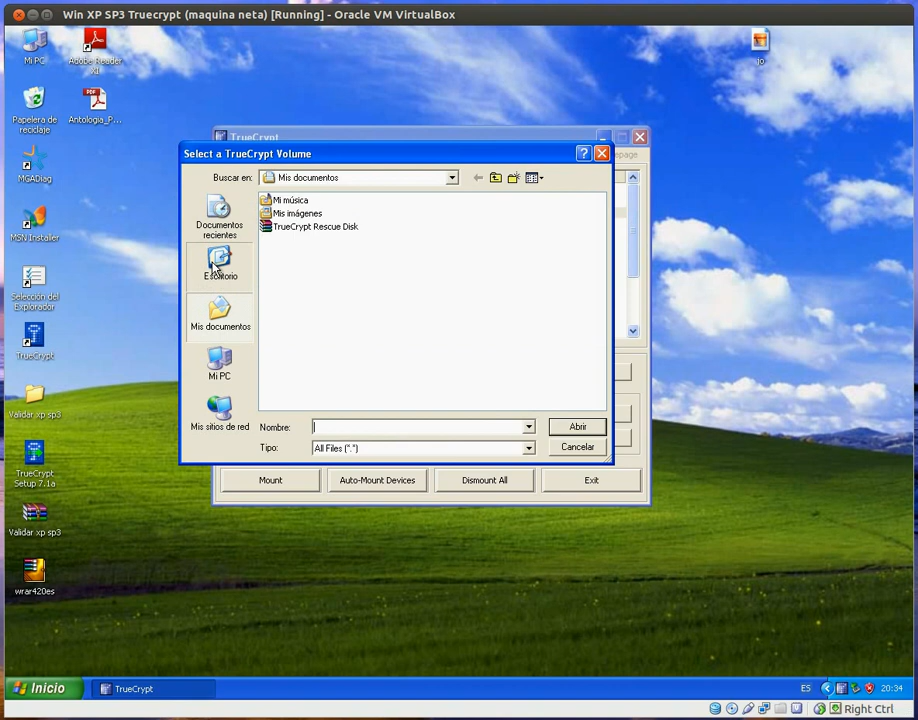 Win XP SP3 Truecrypt (maquina neta) [Running] - Oracle VM VirtualBox
Mi PC
Adobe Reader
XI
jo
Papelera de
reciclaje
PDF
Antologia_P...
MGADiag
MSN Installer
Selección del
Explorador
TrueCrypt
Validar xp sp3
TrueCrypt
Setup 7.1a
Validar xp sp3
wrar420es
TrueCrypt
epage
Select a TrueCrypt Volume
Buscar en:
Mis documentos
Documentos
recientes
Escritorio
Mis documentos
Mi PC
Mis sitios de red
Mi música
Mis imágenes
TrueCrypt Rescue Disk
Nombre:
Abrir
Tipo:
All Files (*.*)
Cancelar
Mount
Auto-Mount Devices
Dismount All
Exit
Inicio
TrueCrypt
ES
20:34
Right Ctrl